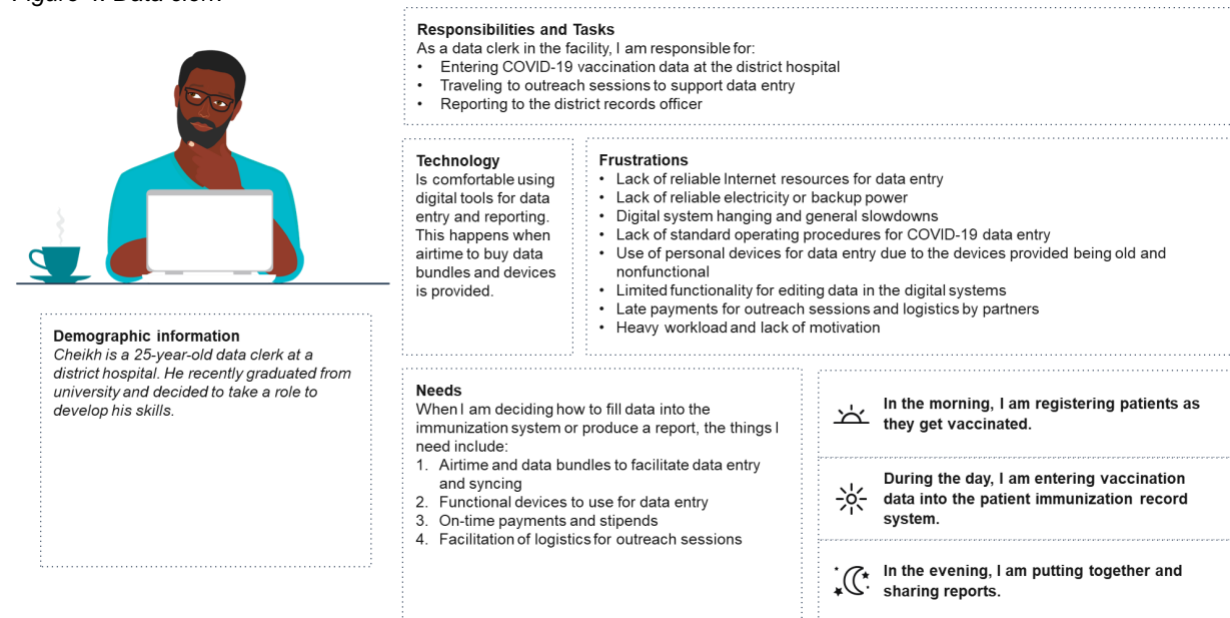 Figure 4. Data clerk
Responsibilities and Tasks
As a data clerk in the facility, I am responsible for:
• Entering COVID-19 vaccination data at the district hospital
• Traveling to outreach sessions to support data entry
• Reporting to the district records officer
Technology
Is comfortable using
digital tools for data
entry and reporting.
This happens when
airtime to buy data
bundles and devices
is provided.
Frustrations
• Lack of reliable Internet resources for data entry
• Lack of reliable electricity or backup power
• Digital system hanging and general slowdowns
• Lack of standard operating procedures for COVID-19 data entry
• Use of personal devices for data entry due to the devices provided being old and
nonfunctional
• Limited functionality for editing data in the digital systems
• Late payments for outreach sessions and logistics by partners
• Heavy workload and lack of motivation
Demographic information
Cheikh is a 25-year-old data clerk at a
district hospital. He recently graduated from
university and decided to take a role to
develop his skills.
Needs
When I am deciding how to fill data into the
immunization system or produce a report, the things I
need include:
1. Airtime and data bundles to facilitate data entry
and syncing
2. Functional devices to use for data entry
3. On-time payments and stipends
4. Facilitation of logistics for outreach sessions
In the morning, I am registering patients as
they get vaccinated.
During the day, I am entering vaccination
data into the patient immunization record
system.
In the evening, I am putting together and
sharing reports.